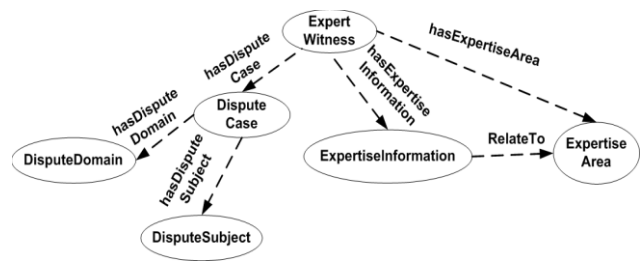 Expert
Witness
hasExpertiseArea
hasDispute
Case
hasExpertise
Information
Dispute
Case
hasDispute
Domain
RelateTo
DisputeDomain
ExpertiseInformation
Expertise
Area
hasDispute
Subject
DisputeSubject